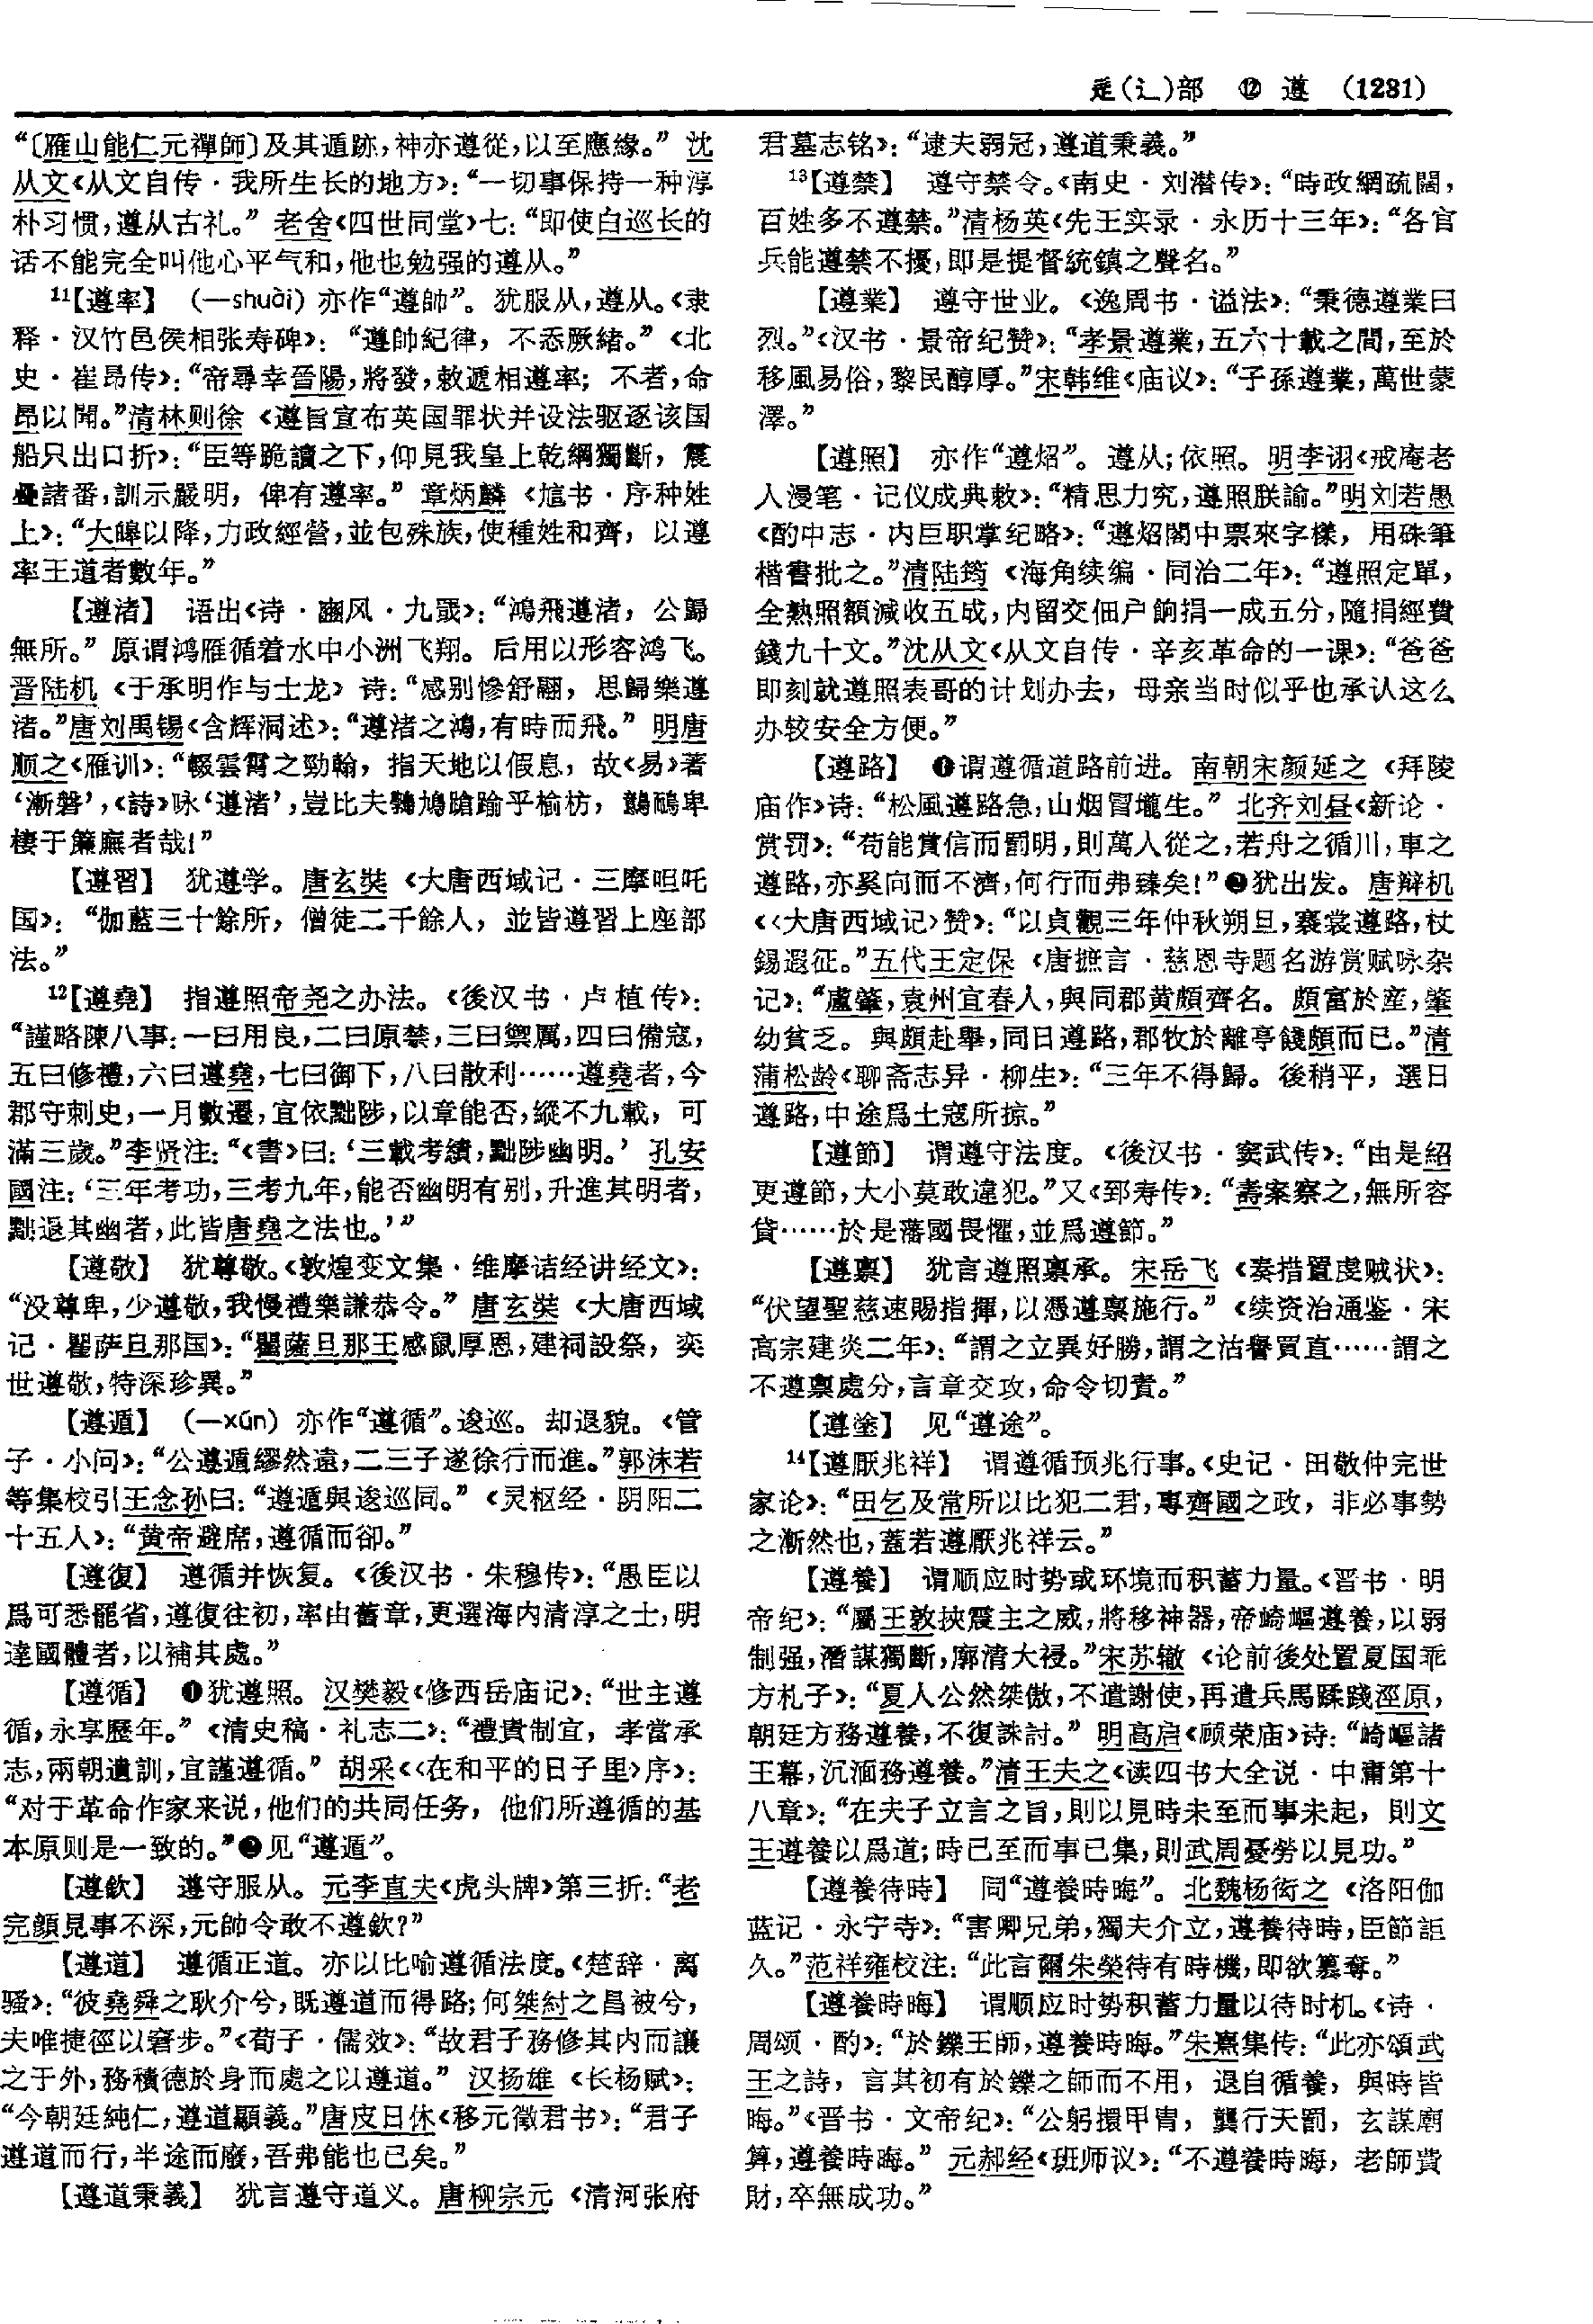 辵(辶)部 ⑫ 遵 (1281)
“〔雁山能仁元禪師〕及其遁跡,神亦遵從,以至應緣。” 沈
从文《从文自传·我所生长的地方》:“一切事保持一种淳
朴习惯,遵从古礼。” 老舍《四世同堂》七:“即使白巡长的
话不能完全叫他心平气和,他也勉强的遵从。”
11【遵率】 (—shuài) 亦作“遵帥”。犹服从,遵从。《隶
释·汉竹邑侯相张寿碑》: “遵帥紀律, 不忝厥緒。” 《北
史·崔昂传》:“帝尋幸晉陽,將發,敕遞相遵率; 不者,命
昂以聞。”清林则徐《遵旨宣布英国罪状并设法驱逐该国
船只出口折》:“臣等跪讀之下,仰見我皇上乾綱獨斷, 震
疊諸番,訓示嚴明, 俾有遵率。” 章炳麟《訄书·序种姓
上》:“大皞以降,力政經營,並包殊族,使種姓和齊, 以遵
率王道者數年。”
【遵渚】 语出《诗·豳风·九罭》:“鴻飛遵渚, 公歸
無所。” 原谓鸿雁循着水中小洲飞翔。后用以形容鸿飞。
晋陆机《于承明作与士龙》诗:“感别慘舒翮, 思歸樂遵
渚。”唐刘禹锡《含辉洞述》:“遵渚之鴻,有時而飛。” 明唐
顺之《雁训》:“輟雲霄之勁翰, 指天地以假息, 故《易》著
‘漸磐’,《詩》咏‘遵渚’,豈比夫鷽鳩蹌踰乎榆枋, 鷾鴯卑
棲于簾廡者哉!”
【遵習】 犹遵学。唐玄奘《大唐西域记·三摩呾吒
国》: “伽藍三十餘所, 僧徒二千餘人, 並皆遵習上座部
法。”
12【遵堯】 指遵照帝尧之办法。《後汉书·卢植传》:
“謹略陳八事:一曰用良,二曰原禁,三曰禦厲,四曰備寇,
五曰修禮,六曰遵堯,七曰御下,八曰散利……遵堯者,今
郡守刺史,一月數遷,宜依黜陟,以章能否,縱不九載, 可
滿三歲。”李贤注:“《書》曰:‘三載考績,黜陟幽明。’ 孔安
國注:‘三年考功,三考九年,能否幽明有别,升進其明者,
黜退其幽者,此皆唐堯之法也。’”
【遵敬】 犹尊敬。《敦煌变文集·维摩诘经讲经文》:
“没尊卑,少遵敬,我慢禮樂謙恭令。” 唐玄奘《大唐西域
记·瞿萨旦那国》:“瞿薩旦那王感鼠厚恩,建祠設祭, 奕
世遵敬,特深珍異。”
【遵遁】 (—xún) 亦作“遵循”。逡巡。却退貌。《管
子·小问》:“公遵遁繆然遠,二三子遂徐行而進。”郭沫若
等集校引王念孙曰:“遵遁與逡巡同。” 《灵枢经·阴阳二
十五人》:“黄帝避席,遵循而卻。”
【遵復】 遵循并恢复。《後汉书·朱穆传》:“愚臣以
爲可悉罷省,遵復往初,率由舊章,更選海内清淳之士,明
達國體者,以補其處。”
【遵循】 ❶犹遵照。汉樊毅《修西岳庙记》:“世主遵
循,永享歷年。” 《清史稿·礼志二》:“禮貴制宜, 孝當承
志,兩朝遺訓,宜謹遵循。” 胡采《〈在和平的日子里〉序》:
“对于革命作家来说,他们的共同任务, 他们所遵循的基
本原则是一致的。”❷见“遵遁”。
【遵欽】 遵守服从。元李直夫《虎头牌》第三折:“老
完顔見事不深,元帥令敢不遵欽?”
【遵道】 遵循正道。亦以比喻遵循法度。《楚辞·离
骚》:“彼堯舜之耿介兮,既遵道而得路;何桀紂之昌被兮,
夫唯捷徑以窘步。”《荀子·儒效》:“故君子務修其内而讓
之于外,務積德於身而處之以遵道。” 汉扬雄《长杨赋》:
“今朝廷純仁,遵道顯義。”唐皮日休《移元徵君书》:“君子
遵道而行,半途而廢,吾弗能也已矣。”
【遵道秉義】 犹言遵守道义。唐柳宗元《清河张府
君墓志铭》:“逮夫弱冠,遵道秉義。”
13【遵禁】 遵守禁令。《南史·刘潜传》:“時政網疏闊,
百姓多不遵禁。”清杨英《先王实录·永历十三年》:“各官
兵能遵禁不擾,即是提督統鎮之聲名。”
【遵業】 遵守世业。《逸周书·谥法》:“秉德遵業曰
烈。”《汉书·景帝纪赞》:“孝景遵業,五六十載之間,至於
移風易俗,黎民醇厚。”宋韩维《庙议》:“子孫遵業,萬世蒙
澤。”
【遵照】 亦作“遵炤”。遵从;依照。明李诩《戒庵老
人漫笔·记仪成典敕》:“精思力究,遵照朕諭。”明刘若愚
《酌中志·内臣职掌纪略》:“遵炤閣中票來字樣, 用硃筆
楷書批之。”清陆筠《海角续编·同治二年》:“遵照定單,
全熟照額減收五成,内留交佃户餉捐一成五分,隨捐經費
錢九十文。”沈从文《从文自传·辛亥革命的一课》:“爸爸
即刻就遵照表哥的计划办去, 母亲当时似乎也承认这么
办较安全方便。”
【遵路】 ❶谓遵循道路前进。南朝宋颜延之《拜陵
庙作》诗:“松風遵路急,山烟冒壠生。” 北齐刘昼《新论·
赏罚》:“苟能賞信而罰明,則萬人從之,若舟之循川,車之
遵路,亦奚向而不濟,何行而弗臻矣!”❷犹出发。唐辩机
《〈大唐西域记〉赞》:“以貞觀三年仲秋朔旦,褰裳遵路,杖
錫遐征。”五代王定保《唐摭言·慈恩寺题名游赏赋咏杂
记》:“盧肇,袁州宜春人,與同郡黄頗齊名。頗富於産,肇
幼貧乏。與頗赴舉,同日遵路,郡牧於離亭餞頗而已。”清
蒲松龄《聊斋志异·柳生》:“三年不得歸。後稍平, 選日
遵路,中途爲土寇所掠。”
【遵節】 谓遵守法度。《後汉书·窦武传》:“由是紹
更遵節,大小莫敢違犯。”又《郅寿传》:“壽案察之,無所容
貸……於是藩國畏懼,並爲遵節。”
【遵禀】 犹言遵照禀承。宋岳飞《奏措置虔贼状》:
“伏望聖慈速賜指揮,以憑遵禀施行。” 《续资治通鉴·宋
高宗建炎二年》:“謂之立異好勝,謂之沽譽買直……謂之
不遵禀處分,言章交攻,命令切責。”
【遵塗】 见“遵途”。
14【遵厭兆祥】 谓遵循预兆行事。《史记·田敬仲完世
家论》:“田乞及常所以比犯二君,專齊國之政, 非必事勢
之漸然也,蓋若遵厭兆祥云。”
【遵養】 谓顺应时势或环境而积蓄力量。《晋书·明
帝纪》:“屬王敦挾震主之威,將移神器,帝崎嶇遵養,以弱
制强,潛謀獨斷,廓清大祲。”宋苏辙《论前後处置夏国乖
方札子》:“夏人公然桀傲,不遣謝使,再遣兵馬蹂踐涇原,
朝廷方務遵養,不復誅討。” 明高启《顾荣庙》诗:“崎嶇諸
王幕,沉湎務遵養。”清王夫之《读四书大全说·中庸第十
八章》:“在夫子立言之旨,則以見時未至而事未起, 則文
王遵養以爲道;時已至而事已集,則武周憂勞以見功。”
【遵養待時】 同“遵養時晦”。北魏杨衒之《洛阳伽
蓝记·永宁寺》:“害卿兄弟,獨夫介立,遵養待時,臣節詎
久。”范祥雍校注:“此言爾朱榮待有時機,即欲篡奪。”
【遵養時晦】 谓顺应时势积蓄力量以待时机。《诗·
周颂·酌》:“於鑠王師,遵養時晦。”朱熹集传:“此亦頌武
王之詩, 言其初有於鑠之師而不用, 退自循養, 與時皆
晦。”《晋书·文帝纪》:“公躬擐甲胄, 龔行天罰, 玄謀廟
算,遵養時晦。” 元郝经《班师议》:“不遵養時晦, 老師費
財,卒無成功。”